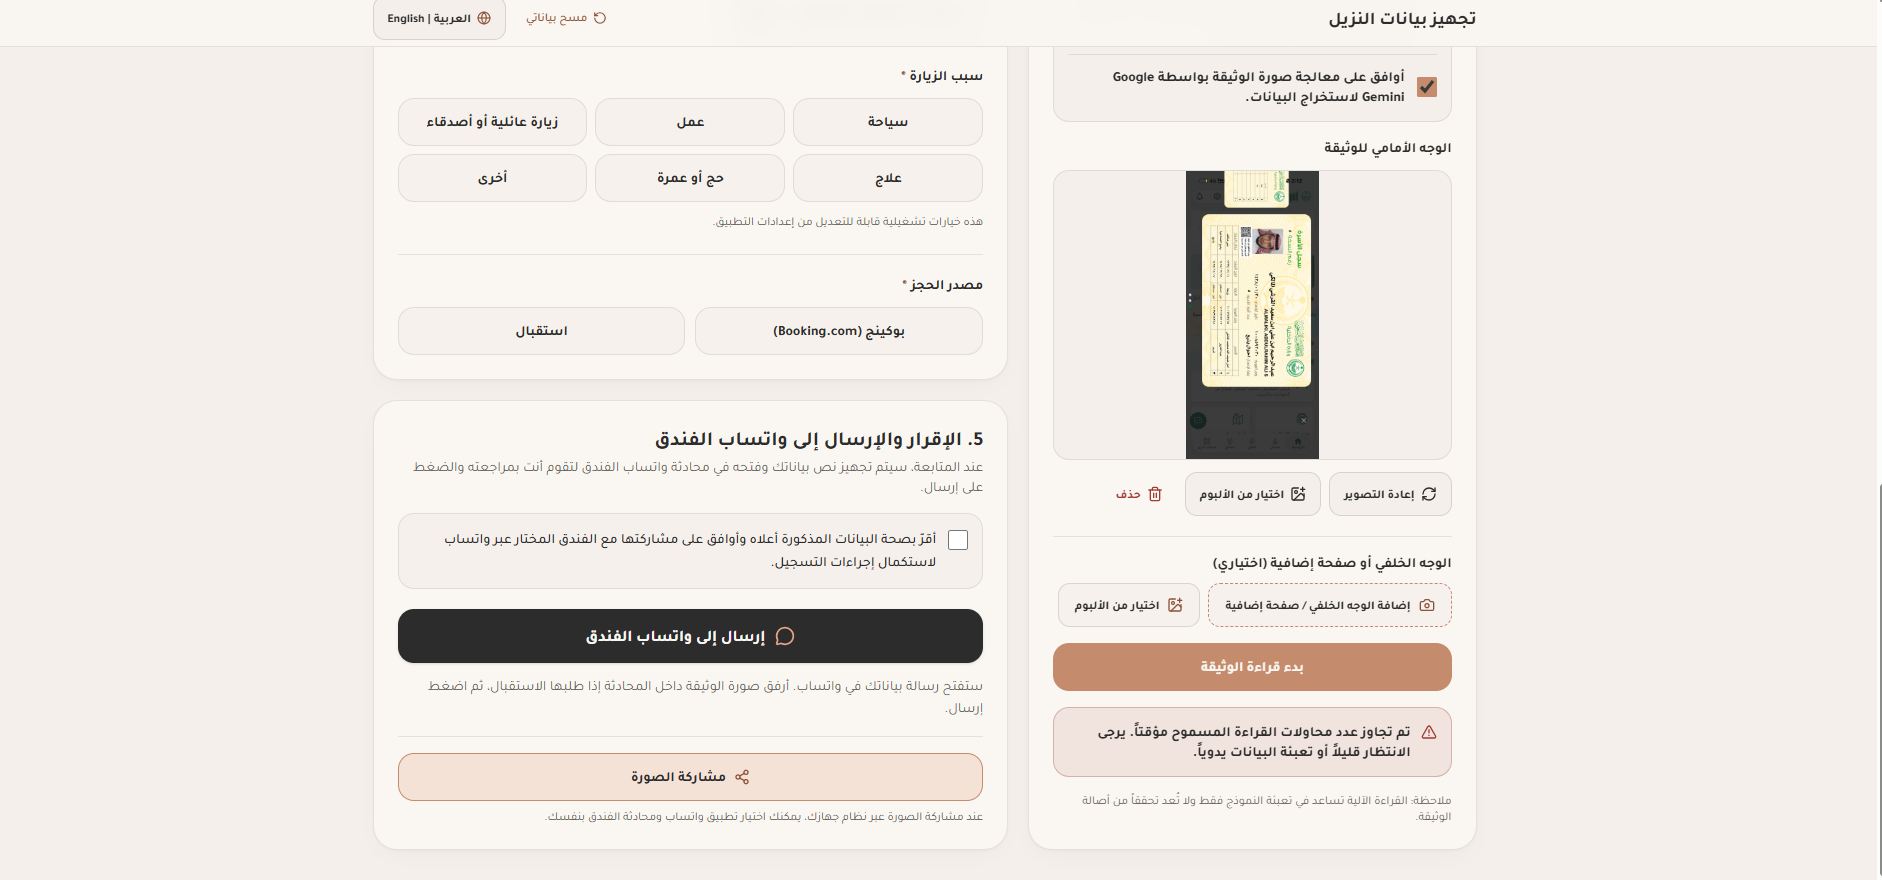 تجهيز بيانات النزيل
مسح بياناتي
العربية | English
أوافق على معالجة صورة الوثيقة بواسطة Google
Gemini لاستخراج البيانات.
الوجه الأمامي للوثيقة
سجل الأسرة
إعادة التصوير
اختيار من الألبوم
حذف
الوجه الخلفي أو صفحة إضافية (اختياري)
إضافة الوجه الخلفي / صفحة إضافية
اختيار من الألبوم
بدء قراءة الوثيقة
تم تجاوز عدد محاولات القراءة المسموح مؤقتاً. يرجى
الانتظار قليلاً أو تعبئة البيانات يدوياً.
ملاحظة: القراءة الآلية تساعد في تعبئة النموذج فقط ولا تُعد تحققاً من أصالة
الوثيقة.
سبب الزيارة *
سياحة
عمل
زيارة عائلية أو أصدقاء
علاج
حج أو عمرة
أخرى
هذه خيارات تشغيلية قابلة للتعديل من إعدادات التطبيق.
مصدر الحجز *
بوكينج (Booking.com)
استقبال
5. الإقرار والإرسال إلى واتساب الفندق
عند المتابعة، سيتم تجهيز نص بياناتك وفتحه في محادثة واتساب الفندق لتقوم أنت بمراجعته والضغط
على إرسال.
أقرّ بصحة البيانات المذكورة أعلاه وأوافق على مشاركتها مع الفندق المختار عبر واتساب
لاستكمال إجراءات التسجيل.
إرسال إلى واتساب الفندق
ستفتح رسالة بياناتك في واتساب. أرفق صورة الوثيقة داخل المحادثة إذا طلبها الاستقبال، ثم اضغط
إرسال.
مشاركة الصورة
عند مشاركة الصورة عبر نظام جهازك، يمكنك اختيار تطبيق واتساب ومحادثة الفندق بنفسك.